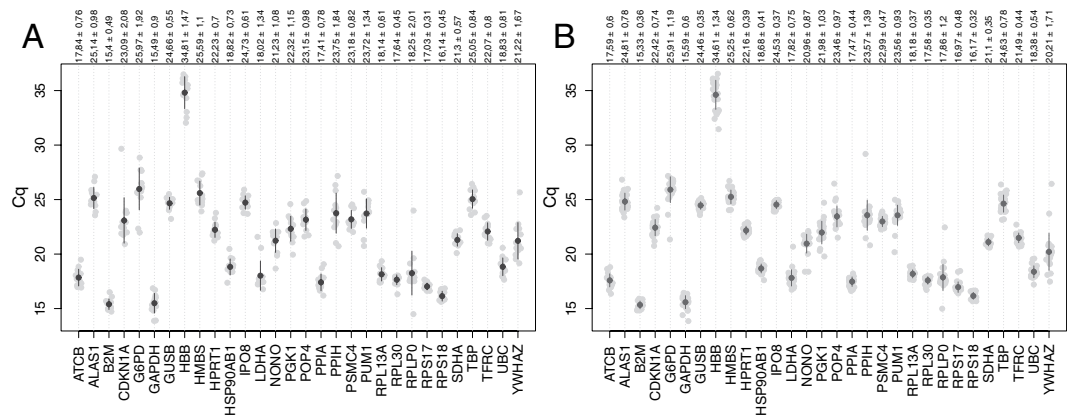 A
17,84 ± 0,76
25,14 ± 0,98
15,4 ± 0,49
23,09 ± 2,08
25,97 ± 1,92
15,49 ± 0,9
24,66 ± 0,55
34,81 ± 1,47
25,59 ± 1,1
22,23 ± 0,7
18,82 ± 0,73
24,73 ± 0,61
18,02 ± 1,34
21,23 ± 1,08
22,32 ± 1,15
23,15 ± 0,98
17,41 ± 0,78
23,75 ± 1,84
23,18 ± 0,82
23,72 ± 1,34
18,14 ± 0,61
17,64 ± 0,45
18,25 ± 2,01
17,03 ± 0,31
16,14 ± 0,45
21,3 ± 0,57
25,05 ± 0,84
22,07 ± 0,8
18,83 ± 0,81
21,22 ± 1,67
Cq
35
30
25
20
15
ATCB
ALAS1
B2M
CDKN1A
G6PD
GAPDH
GUSB
HBB
HMBS
HPRT1
HSP90AB1
IPO8
LDHA
NONO
PGK1
POP4
PPIA
PPIH
PSMC4
PUM1
RPL13A
RPL30
RPLP0
RPS17
RPS18
SDHA
TBP
TFRC
UBC
YWHAZ
B
17,59 ± 0,6
24,81 ± 0,78
15,33 ± 0,36
22,42 ± 0,74
25,91 ± 1,19
15,59 ± 0,6
24,46 ± 0,35
34,61 ± 1,34
25,25 ± 0,62
22,16 ± 0,39
18,68 ± 0,41
24,53 ± 0,37
17,82 ± 0,75
20,96 ± 0,87
21,98 ± 1,03
23,46 ± 0,97
17,47 ± 0,44
23,57 ± 1,39
22,99 ± 0,47
23,56 ± 0,93
18,18 ± 0,37
17,58 ± 0,35
17,86 ± 1,2
16,97 ± 0,48
16,17 ± 0,32
21,1 ± 0,35
24,63 ± 0,78
21,49 ± 0,44
18,38 ± 0,54
20,21 ± 1,71
Cq
35
30
25
20
15
ATCB
ALAS1
B2M
CDKN1A
G6PD
GAPDH
GUSB
HBB
HMBS
HPRT1
HSP90AB1
IPO8
LDHA
NONO
PGK1
POP4
PPIA
PPIH
PSMC4
PUM1
RPL13A
RPL30
RPLP0
RPS17
RPS18
SDHA
TBP
TFRC
UBC
YWHAZ